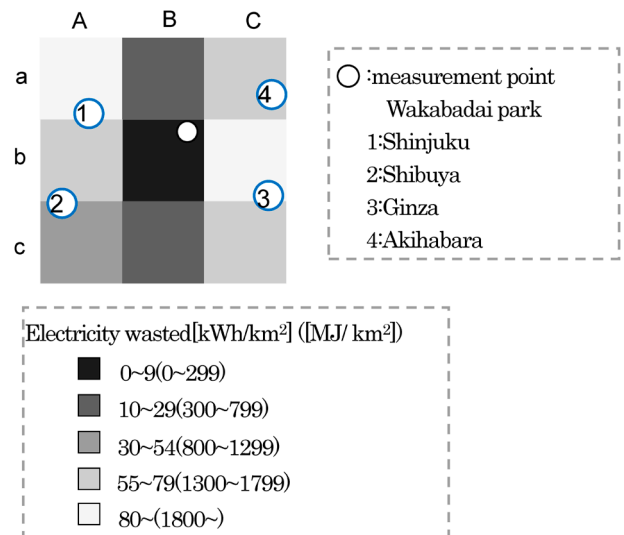 A B C
a
b
c
1
4
2
3
:measurement point
Wakabadai park
1:Shinjuku
2:Shibuya
3:Ginza
4:Akihabara
Electricity wasted[kWh/km²] ([MJ/ km²])
0~9(0~299)
10~29(300~799)
30~54(800~1299)
55~79(1300~1799)
80~(1800~)